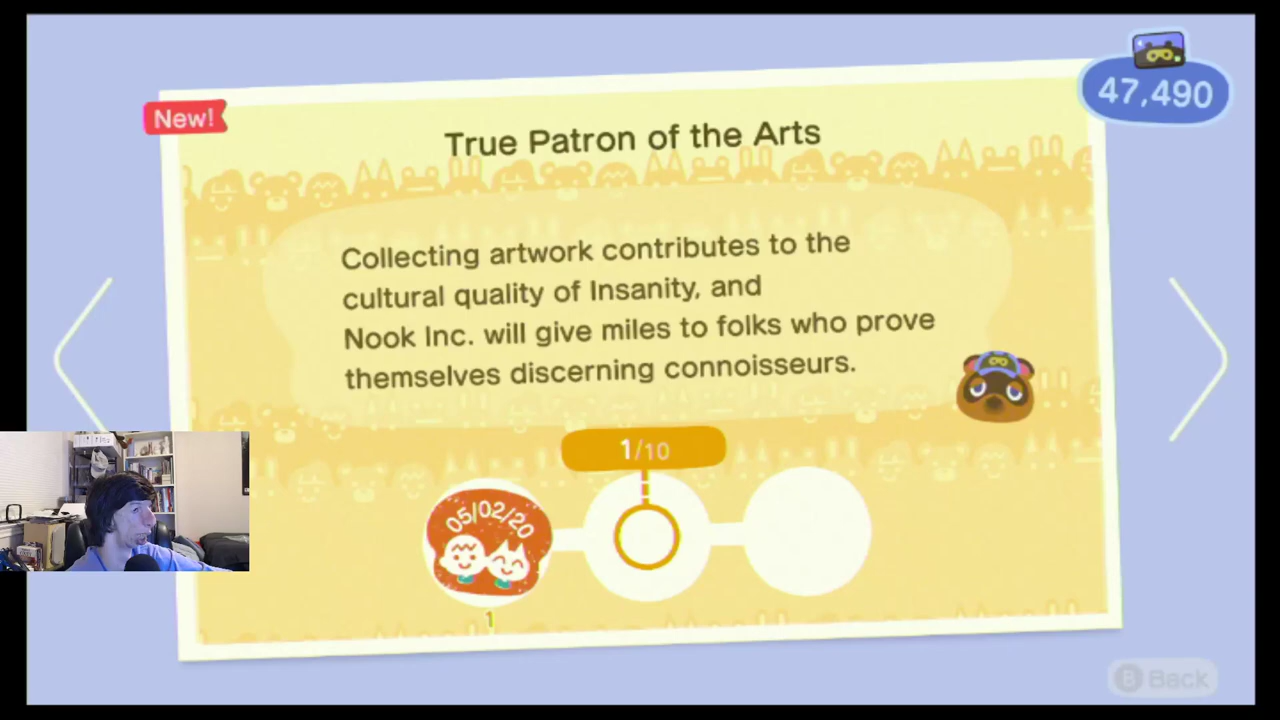 47,490
New!
True Patron of the Arts
Collecting artwork contributes to the
cultural quality of Insanity, and
Nook Inc. will give miles to folks who prove
themselves discerning connoisseurs.
1/10
05/02/20
1
B Back